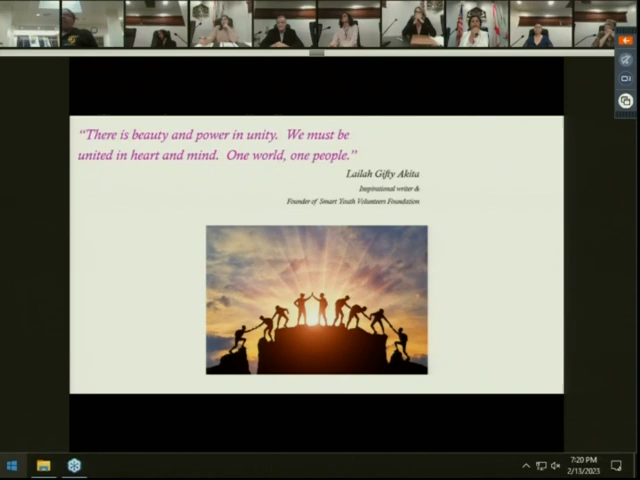 “There is beauty and power in unity. We must be
united in heart and mind. One world, one people.”
Lailah Gifty Akita
Inspirational writer &
Founder of Smart Youth Volunteers Foundation
7:20 PM
2/13/2023